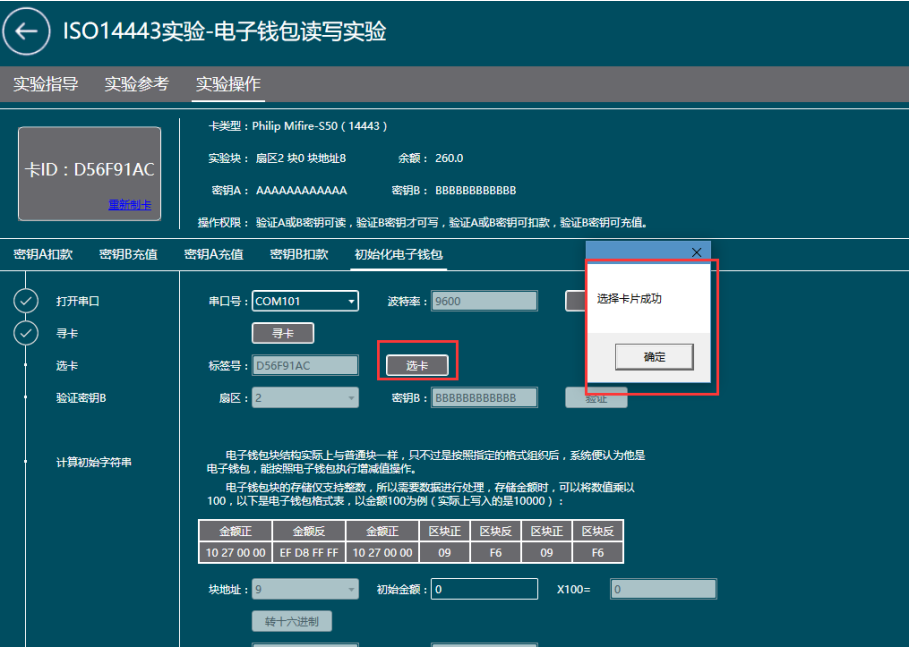 ISO14443实验-电子钱包读写实验
实验指导 实验参考 实验操作
卡类型：Philip Mifire-S50（14443）
实验块： 扇区2 块0 块地址8 余额： 260.0
卡ID：D56F91AC
密钥A： AAAAAAAAAAAA 密钥B： BBBBBBBBBBBB
重新制卡
操作权限： 验证A或B密钥可读，验证B密钥才可写，验证A或B密钥可扣款，验证B密钥可充值。
密钥A扣款 密钥B充值 密钥A充值 密钥B扣款 初始化电子钱包
打开串口 串口号： COM101 波特率： 9600
选择卡片成功
寻卡 寻卡
确定
选卡 标签号： D56F91AC 选卡
验证密钥B 扇区： 2 密钥B： BBBBBBBBBBBB 验证
计算初始字符串
电子钱包块结构实际上与普通块一样，只不过是按照指定的格式组织后，系统便认为他是
电子钱包，能按照电子钱包执行增减值操作。
电子钱包块的存储仅支持整数，所以需要数据进行处理，存储金额时，可以将数值乘以
100，以下是电子钱包格式表，以金额100为例（实际上写入的是10000）：
金额正 金额反 金额正 区块正 区块反 区块正 区块反
10 27 00 00 EF D8 FF FF 10 27 00 00 09 F6 09 F6
块地址： 9 初始金额： 0 X100= 0
转十六进制